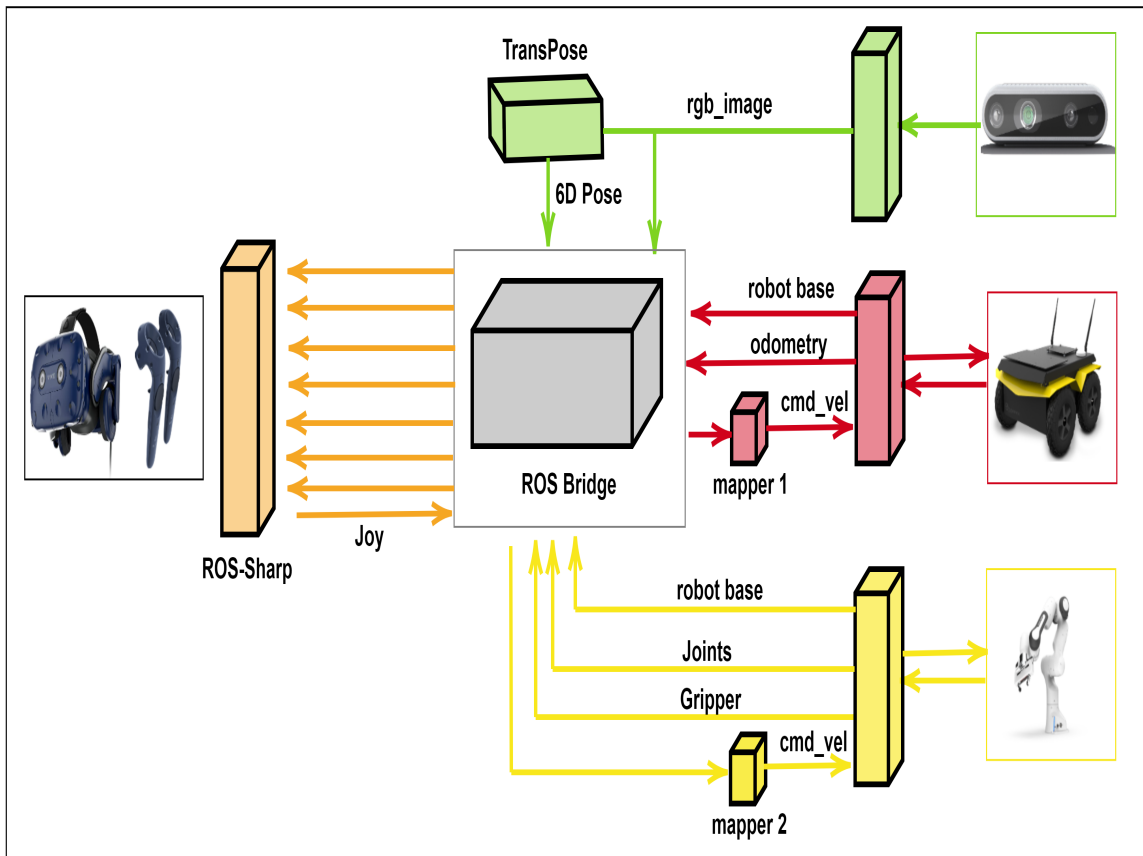 TransPose
rgb_image
6D Pose
robot base
odometry
cmd_vel
mapper 1
ROS Bridge
Joy
ROS-Sharp
robot base
Joints
Gripper
cmd_vel
mapper 2